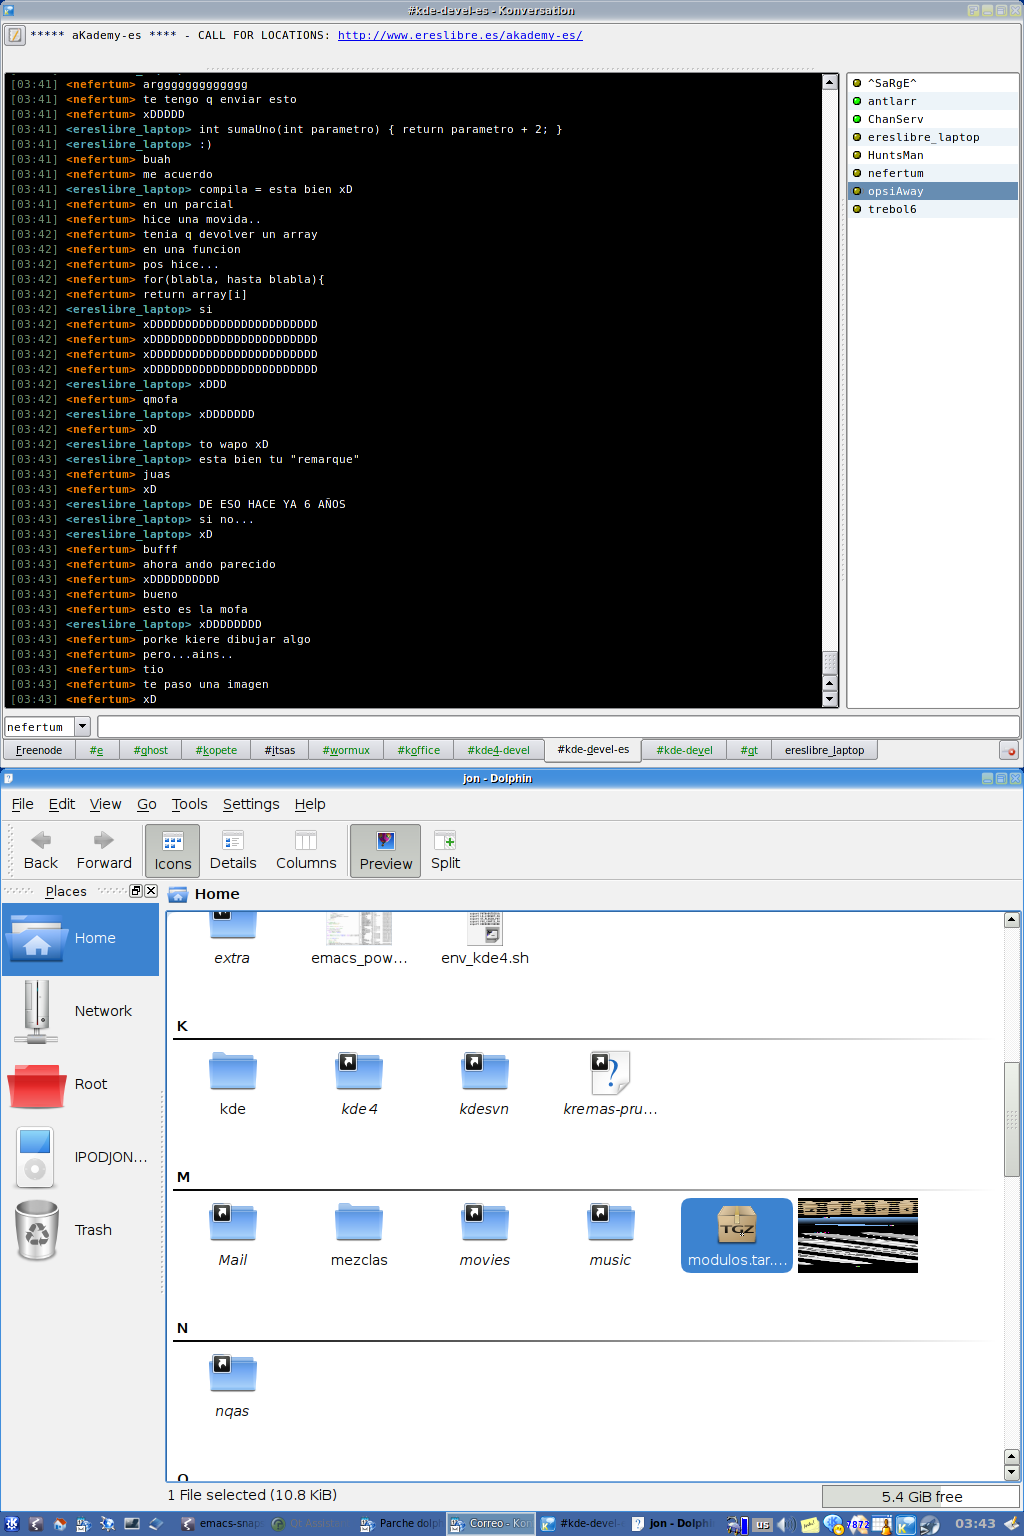 #kde-devel-es - Konversation
***** aKademy-es **** - CALL FOR LOCATIONS: http://www.ereslibre.es/akademy-es/
[03:41] <nefertum> arggggggggggggg
[03:41] <nefertum> te tengo q enviar esto
[03:41] <nefertum> xDDDDD
[03:41] <ereslibre_laptop> int sumaUno(int parametro) { return parametro + 2; }
[03:41] <ereslibre_laptop> :)
[03:41] <nefertum> buah
[03:41] <nefertum> me acuerdo
[03:41] <ereslibre_laptop> compila = esta bien xD
[03:41] <nefertum> en un parcial
[03:41] <nefertum> hice una movida..
[03:42] <nefertum> tenia q devolver un array
[03:42] <nefertum> en una funcion
[03:42] <nefertum> pos hice...
[03:42] <nefertum> for(blabla, hasta blabla){
[03:42] <nefertum> return array[i]
[03:42] <ereslibre_laptop> si
[03:42] <nefertum> xDDDDDDDDDDDDDDDDDDDDDDDD
[03:42] <nefertum> xDDDDDDDDDDDDDDDDDDDDDDDD
[03:42] <nefertum> xDDDDDDDDDDDDDDDDDDDDDDDD
[03:42] <nefertum> xDDDDDDDDDDDDDDDDDDDDDDDD
[03:42] <ereslibre_laptop> xDDD
[03:42] <nefertum> qmofa
[03:42] <ereslibre_laptop> xDDDDDDD
[03:42] <nefertum> xD
[03:42] <ereslibre_laptop> to wapo xD
[03:43] <ereslibre_laptop> esta bien tu "remarque"
[03:43] <nefertum> juas
[03:43] <nefertum> xD
[03:43] <ereslibre_laptop> DE ESO HACE YA 6 AÑOS
[03:43] <ereslibre_laptop> si no...
[03:43] <ereslibre_laptop> xD
[03:43] <nefertum> bufff
[03:43] <nefertum> ahora ando parecido
[03:43] <nefertum> xDDDDDDDDDD
[03:43] <nefertum> bueno
[03:43] <nefertum> esto es la mofa
[03:43] <ereslibre_laptop> xDDDDDDDD
[03:43] <nefertum> porke kiere dibujar algo
[03:43] <nefertum> pero...ains..
[03:43] <nefertum> tio
[03:43] <nefertum> te paso una imagen
[03:43] <nefertum> xD
^SaRgE^
antlarr
ChanServ
ereslibre_laptop
HuntsMan
nefertum
opsiAway
trebol6
nefertum
Freenode #e #ghost #kopete #itsas #wormux #koffice #kde4-devel #kde-devel-es #kde-devel #gt ereslibre_laptop
jon - Dolphin
File Edit View Go Tools Settings Help
Back Forward Icons Details Columns Preview Split
Places
Home
Network
Root
IPODJON...
Trash
Home
extra emacs_pow... env_kde4.sh
K
kde kde4 kdesvn kremas-pru...
M
TGZ
Mail mezclas movies music modulos.tar....
N
nqas
1 File selected (10.8 KiB)
5.4 GiB free
emacs-snap Qt Assista Parche dolp Correo - Kon #kde-devel- jon - Dolphin us 7872 03:43